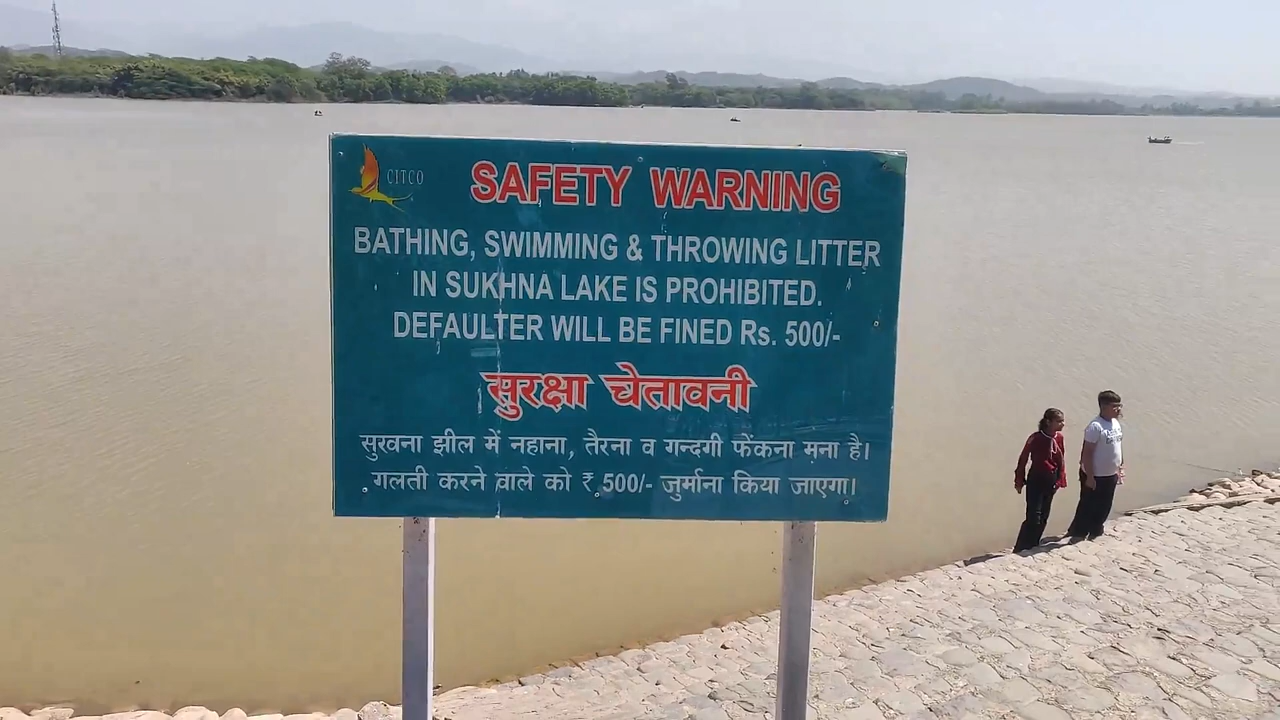 CITCO
SAFETY WARNING
BATHING, SWIMMING & THROWING LITTER
IN SUKHNA LAKE IS PROHIBITED.
DEFAULTER WILL BE FINED Rs. 500/-
सुरक्षा चेतावनी
सुखना झील में नहाना, तैरना व गन्दगी फेंकना मना है।
गलती करने वाले को ₹ 500/- जुर्माना किया जाएगा।